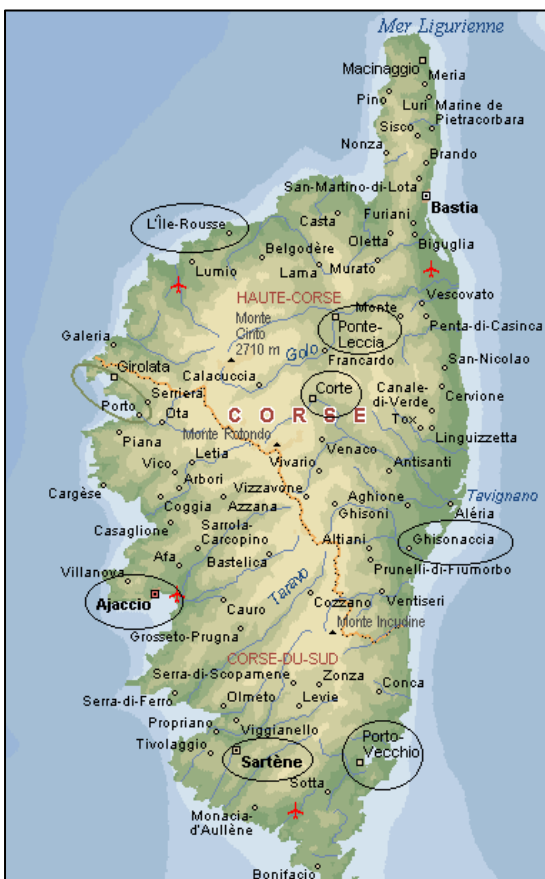 Mer Ligurienne
Macinaggio
Meria
Pino
Luri
Marine de
Pietracorbara
Sisco
Nonza
Brando
San-Martino-di-Lota
Bastia
L'Île-Rousse
Casta
Furiani
Oletta
Biguglia
Belgodère
Lumio
Lama
Murato
HAUTE-CORSE
Vescovato
Monte
Monte
Cinto
2710 m
Ponte-
Leccia
Penta-di-Casinca
Galeria
Golo
Francardo
Girolata
San-Nicolao
Calacuccia
Corte
Canale-
di-Verde
Cervione
Serriera
Porto
Ota
CORSE
Tox
Linguizzetta
Piana
Monte Rotondo
Venaco
Letia
Vico
Vivario
Antisanti
Arbori
Cargèse
Vizzavone
Tavignano
Coggia
Azzana
Aghione
Ghisoni
Aléria
Casaglione
Sarrola-
Carcopino
Altiani
Ghisonaccia
Afa
Bastelica
Prunelli-di-Fiumorbo
Villanova
Taravo
Ajaccio
Cozzano
Ventiseri
Cauro
Monte Incudine
Grosseto-Prugna
CORSE-DU-SUD
Serra-di-Scopamene
Zonza
Conca
Serra-di-Ferro
Olmeto
Levie
Propriano
Viggianello
Porto-
Vecchio
Tivolaggio
Sartène
Sotta
Monacia-
d'Aullène
Bonifacio